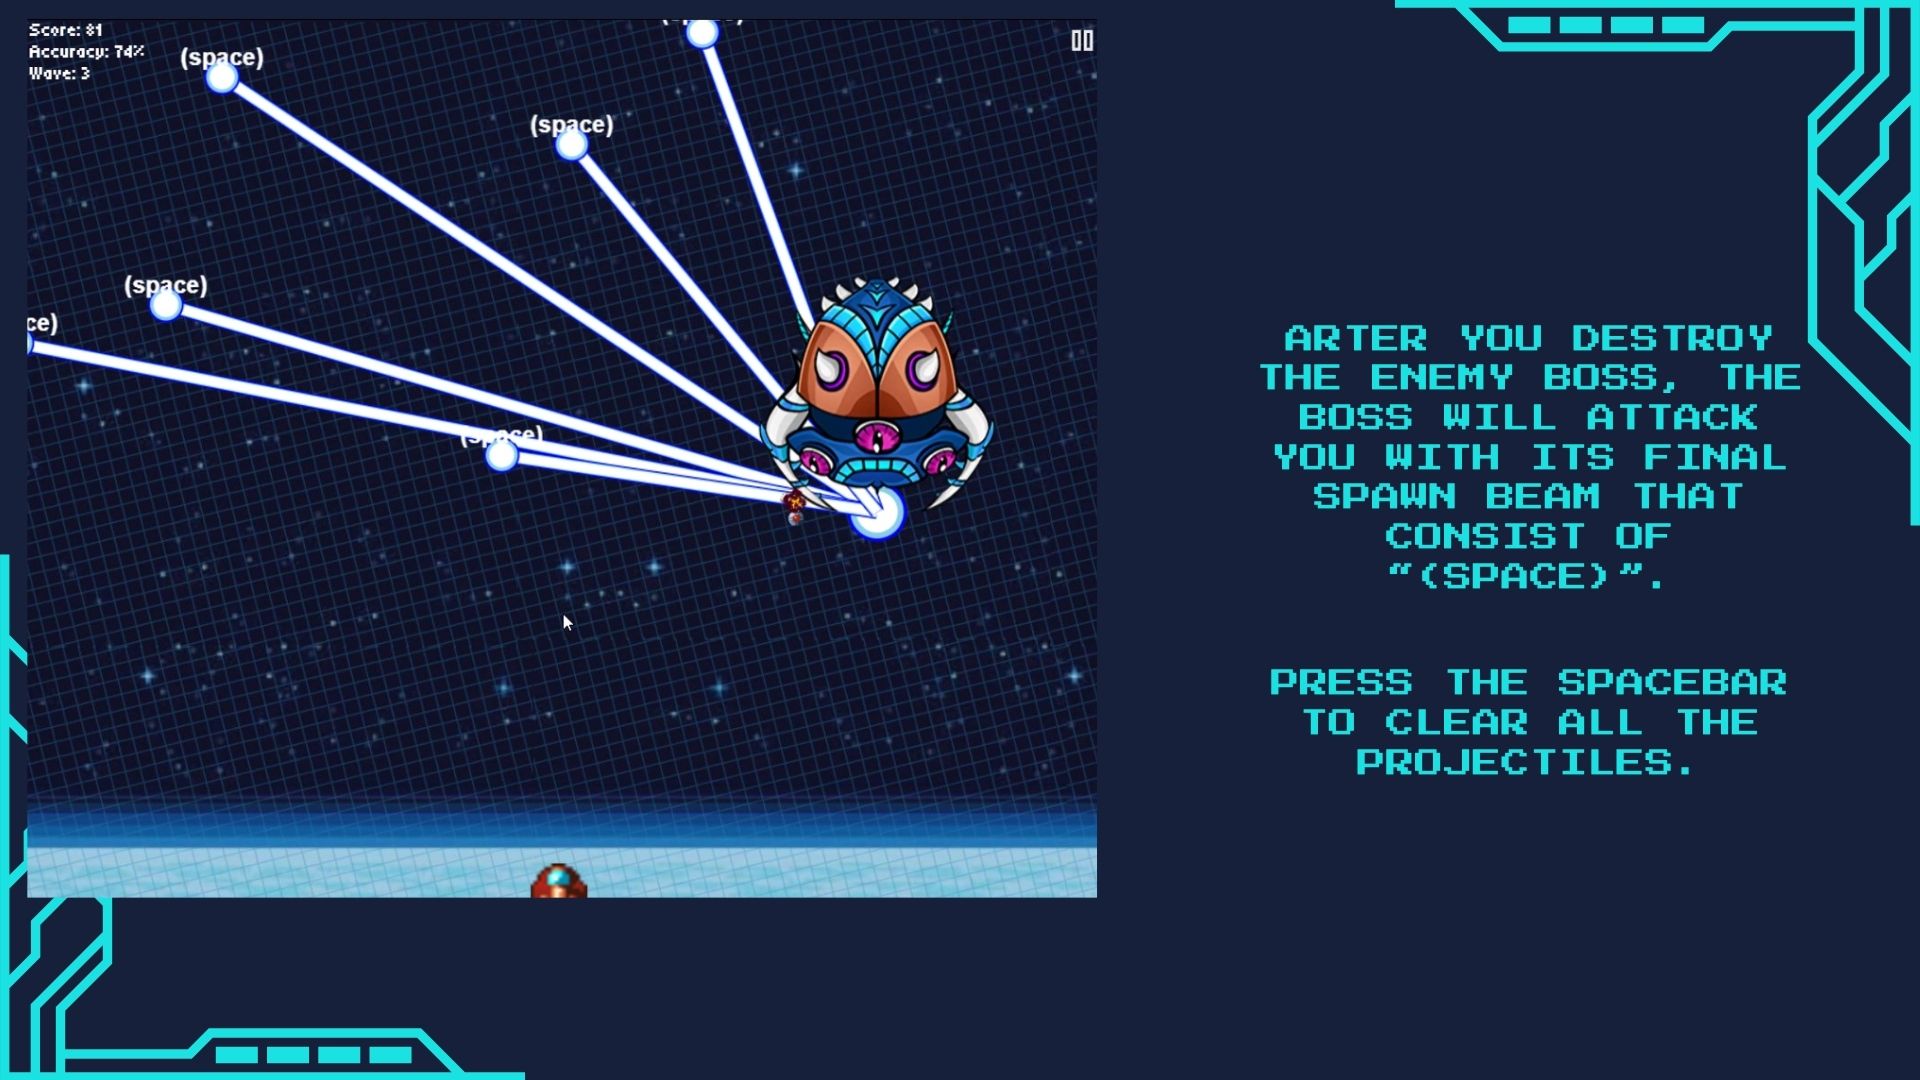 Score: 81
Accuracy: 74%
Wave: 3
(space)
(space)
(space)
(space)
ce)
(space)
ARTER YOU DESTROY
THE ENEMY BOSS, THE
BOSS WILL ATTACK
YOU WITH ITS FINAL
SPAWN BEAM THAT
CONSIST OF
"(SPACE)".
PRESS THE SPACEBAR
TO CLEAR ALL THE
PROJECTILES.